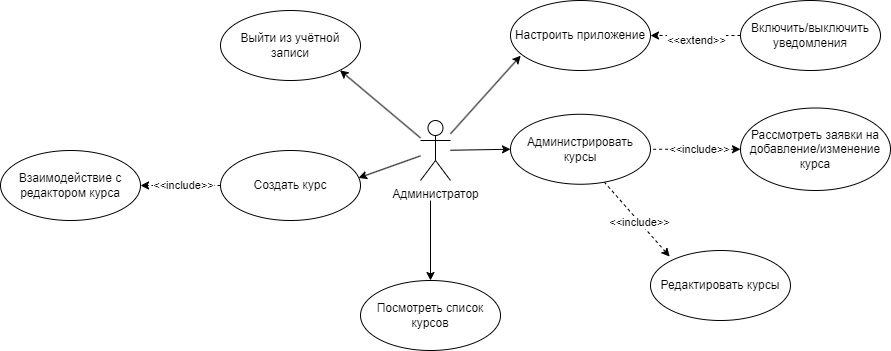 Выйти из учётной
записи
Настроить приложение
<<extend>>
Включить/выключить
уведомления
Администрировать
курсы
<<include>>
Рассмотреть заявки на
добавление/изменение
курса
Взаимодействие с
редактором курса
<<include>>
Создать курс
Администратор
<<include>>
Редактировать курсы
Посмотреть список
курсов